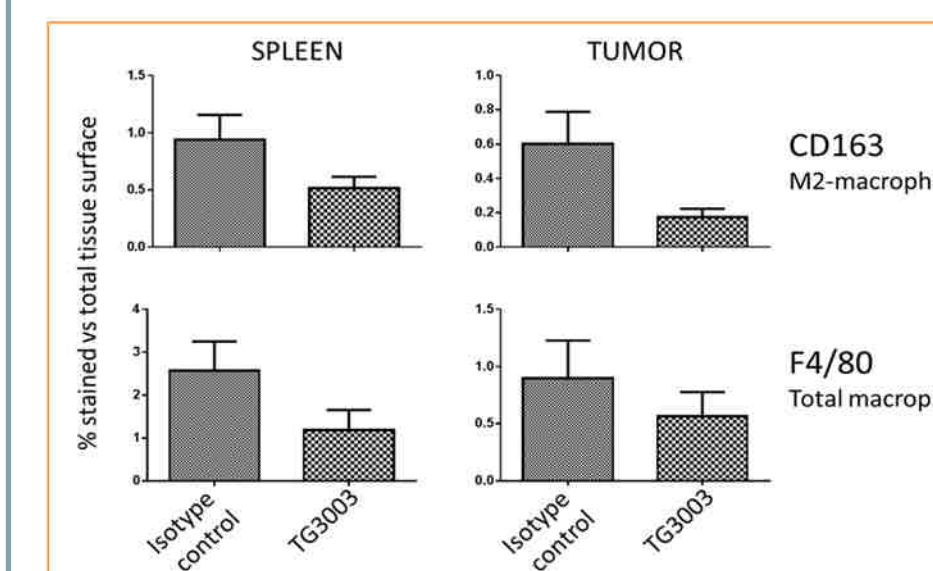 SPLEEN
TUMOR
% stained vs total tissue surface
1.5
1.0
0.5
0.0
1.0
0.8
0.6
0.4
0.2
0.0
CD163
M2-macroph
4
3
2
1
0
1.5
1.0
0.5
0.0
F4/80
Total macrop
Isotype
control
TG3003
Isotype
control
TG3003